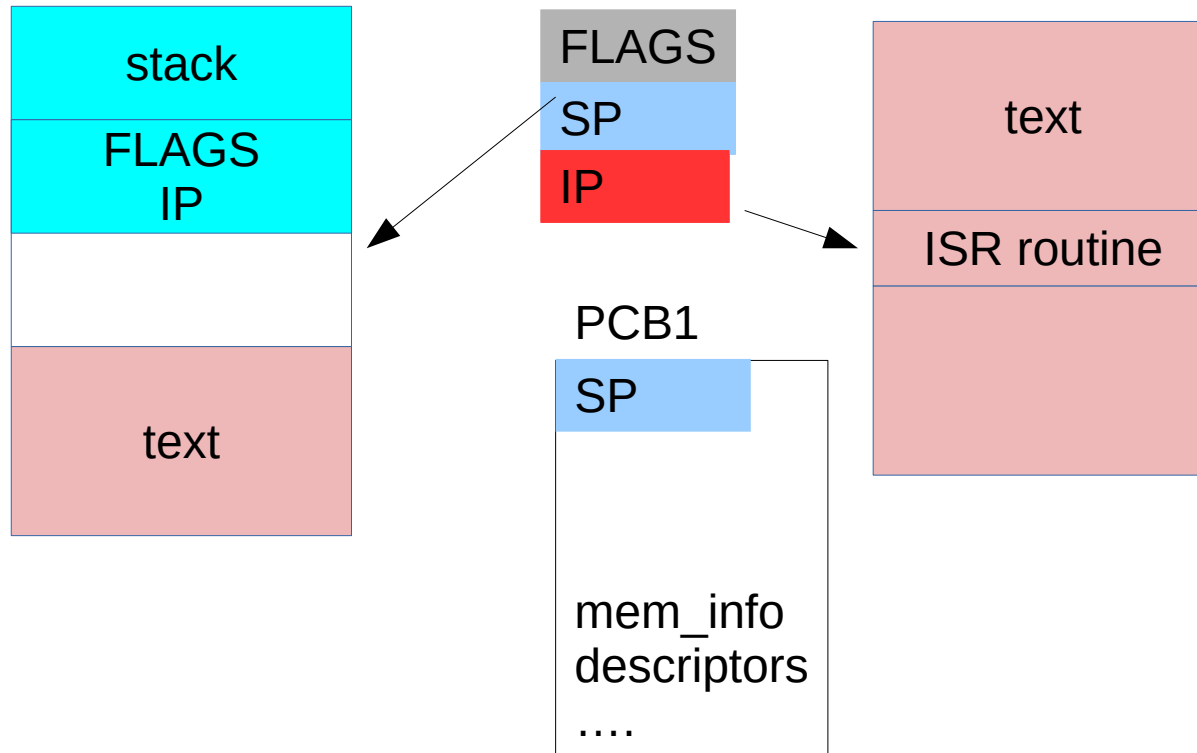 stack
FLAGS
IP
text
FLAGS
SP
IP
PCB1
SP
mem_info
descriptors
....
text
ISR routine